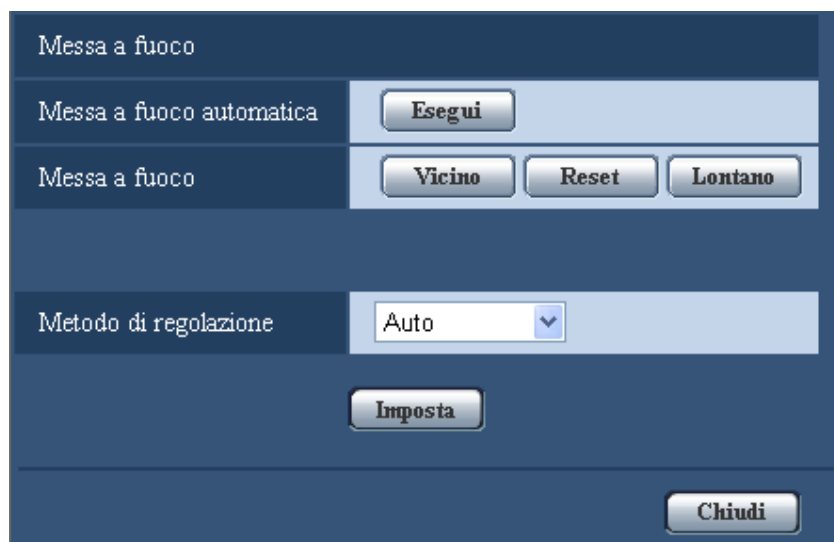 Messa a fuoco
Messa a fuoco automatica Esegui
Messa a fuoco Vicino Reset Lontano
Metodo di regolazione Auto
Imposta
Chiudi